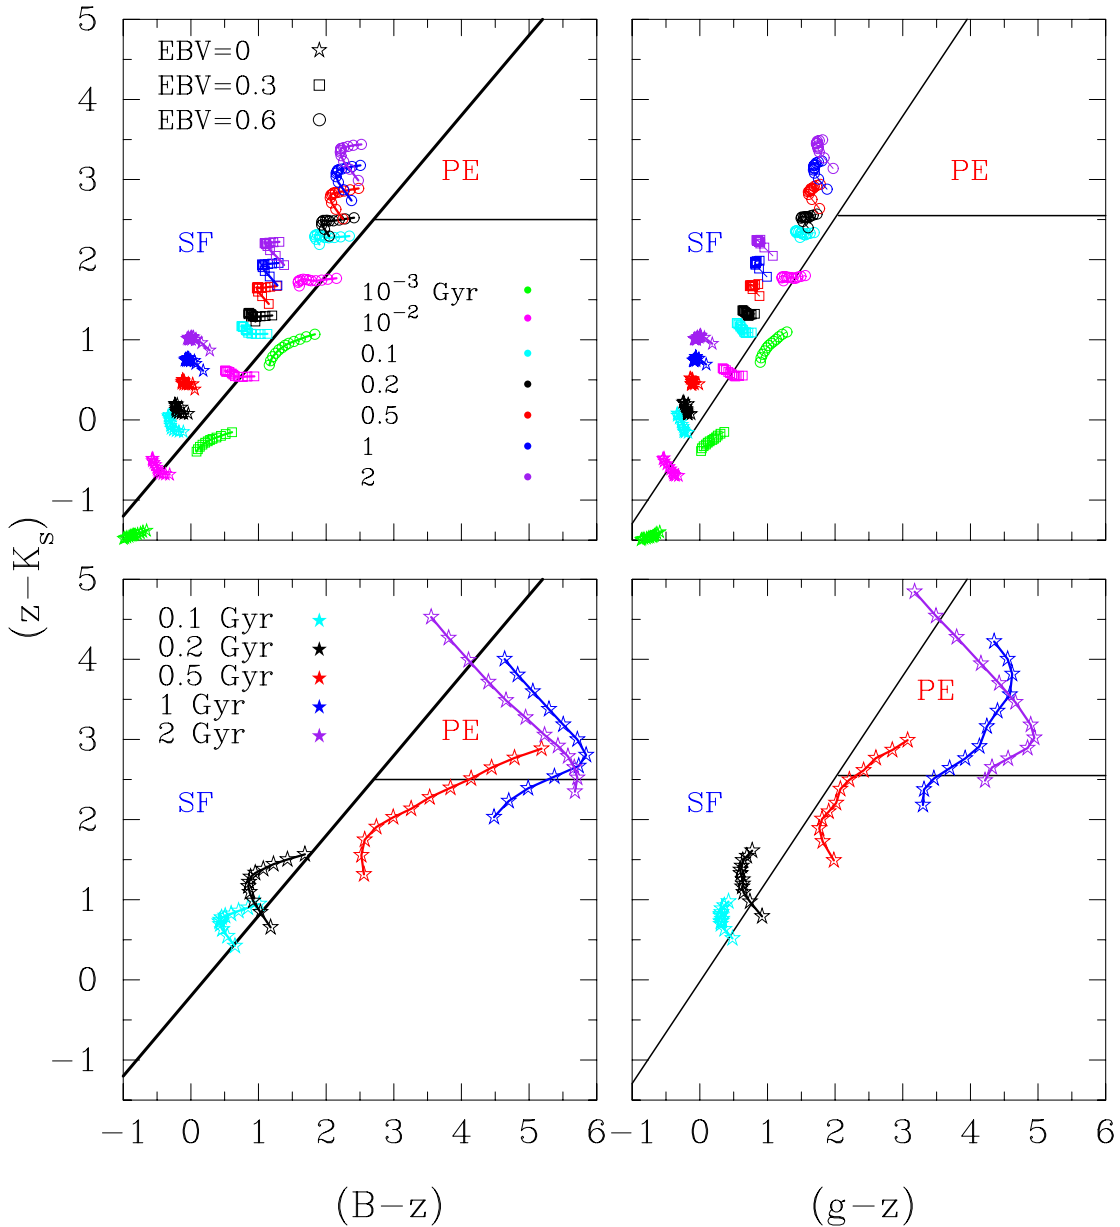 5
4
3
2
1
0
−1
EBV=0
EBV=0.3
EBV=0.6
PE
SF
10−3 Gyr
10−2
0.1
0.2
0.5
1
2
PE
SF
(z−Ks)
5
4
3
2
1
0
−1
0.1 Gyr
0.2 Gyr
0.5 Gyr
1 Gyr
2 Gyr
PE
SF
PE
SF
−1 0 1 2 3 4 5 6
−1 0 1 2 3 4 5 6
(B−z)
(g−z)